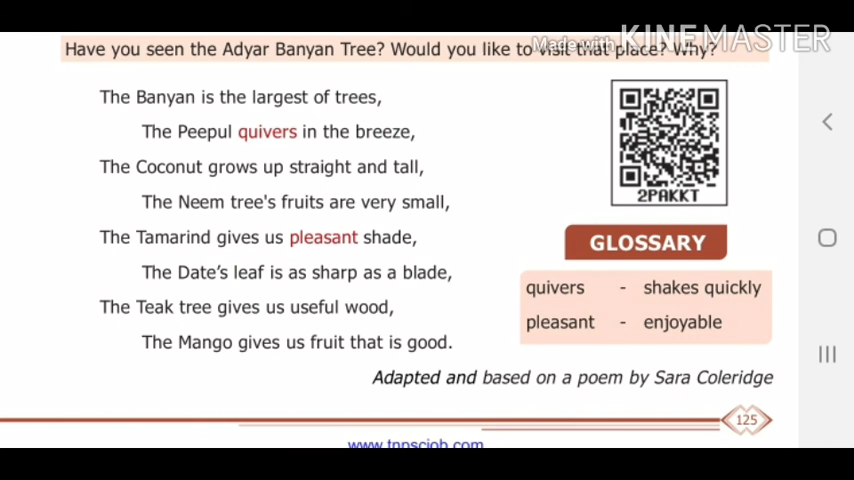 Have you seen the Adyar Banyan Tree? Would you like to visit that place? Why?
Made with KINEMASTER
The Banyan is the largest of trees,
The Peepul quivers in the breeze,
The Coconut grows up straight and tall,
The Neem tree's fruits are very small,
The Tamarind gives us pleasant shade,
The Date's leaf is as sharp as a blade,
The Teak tree gives us useful wood,
The Mango gives us fruit that is good.
2PAKKT
GLOSSARY
quivers - shakes quickly
pleasant - enjoyable
Adapted and based on a poem by Sara Coleridge
125
www.tnpscjob.com